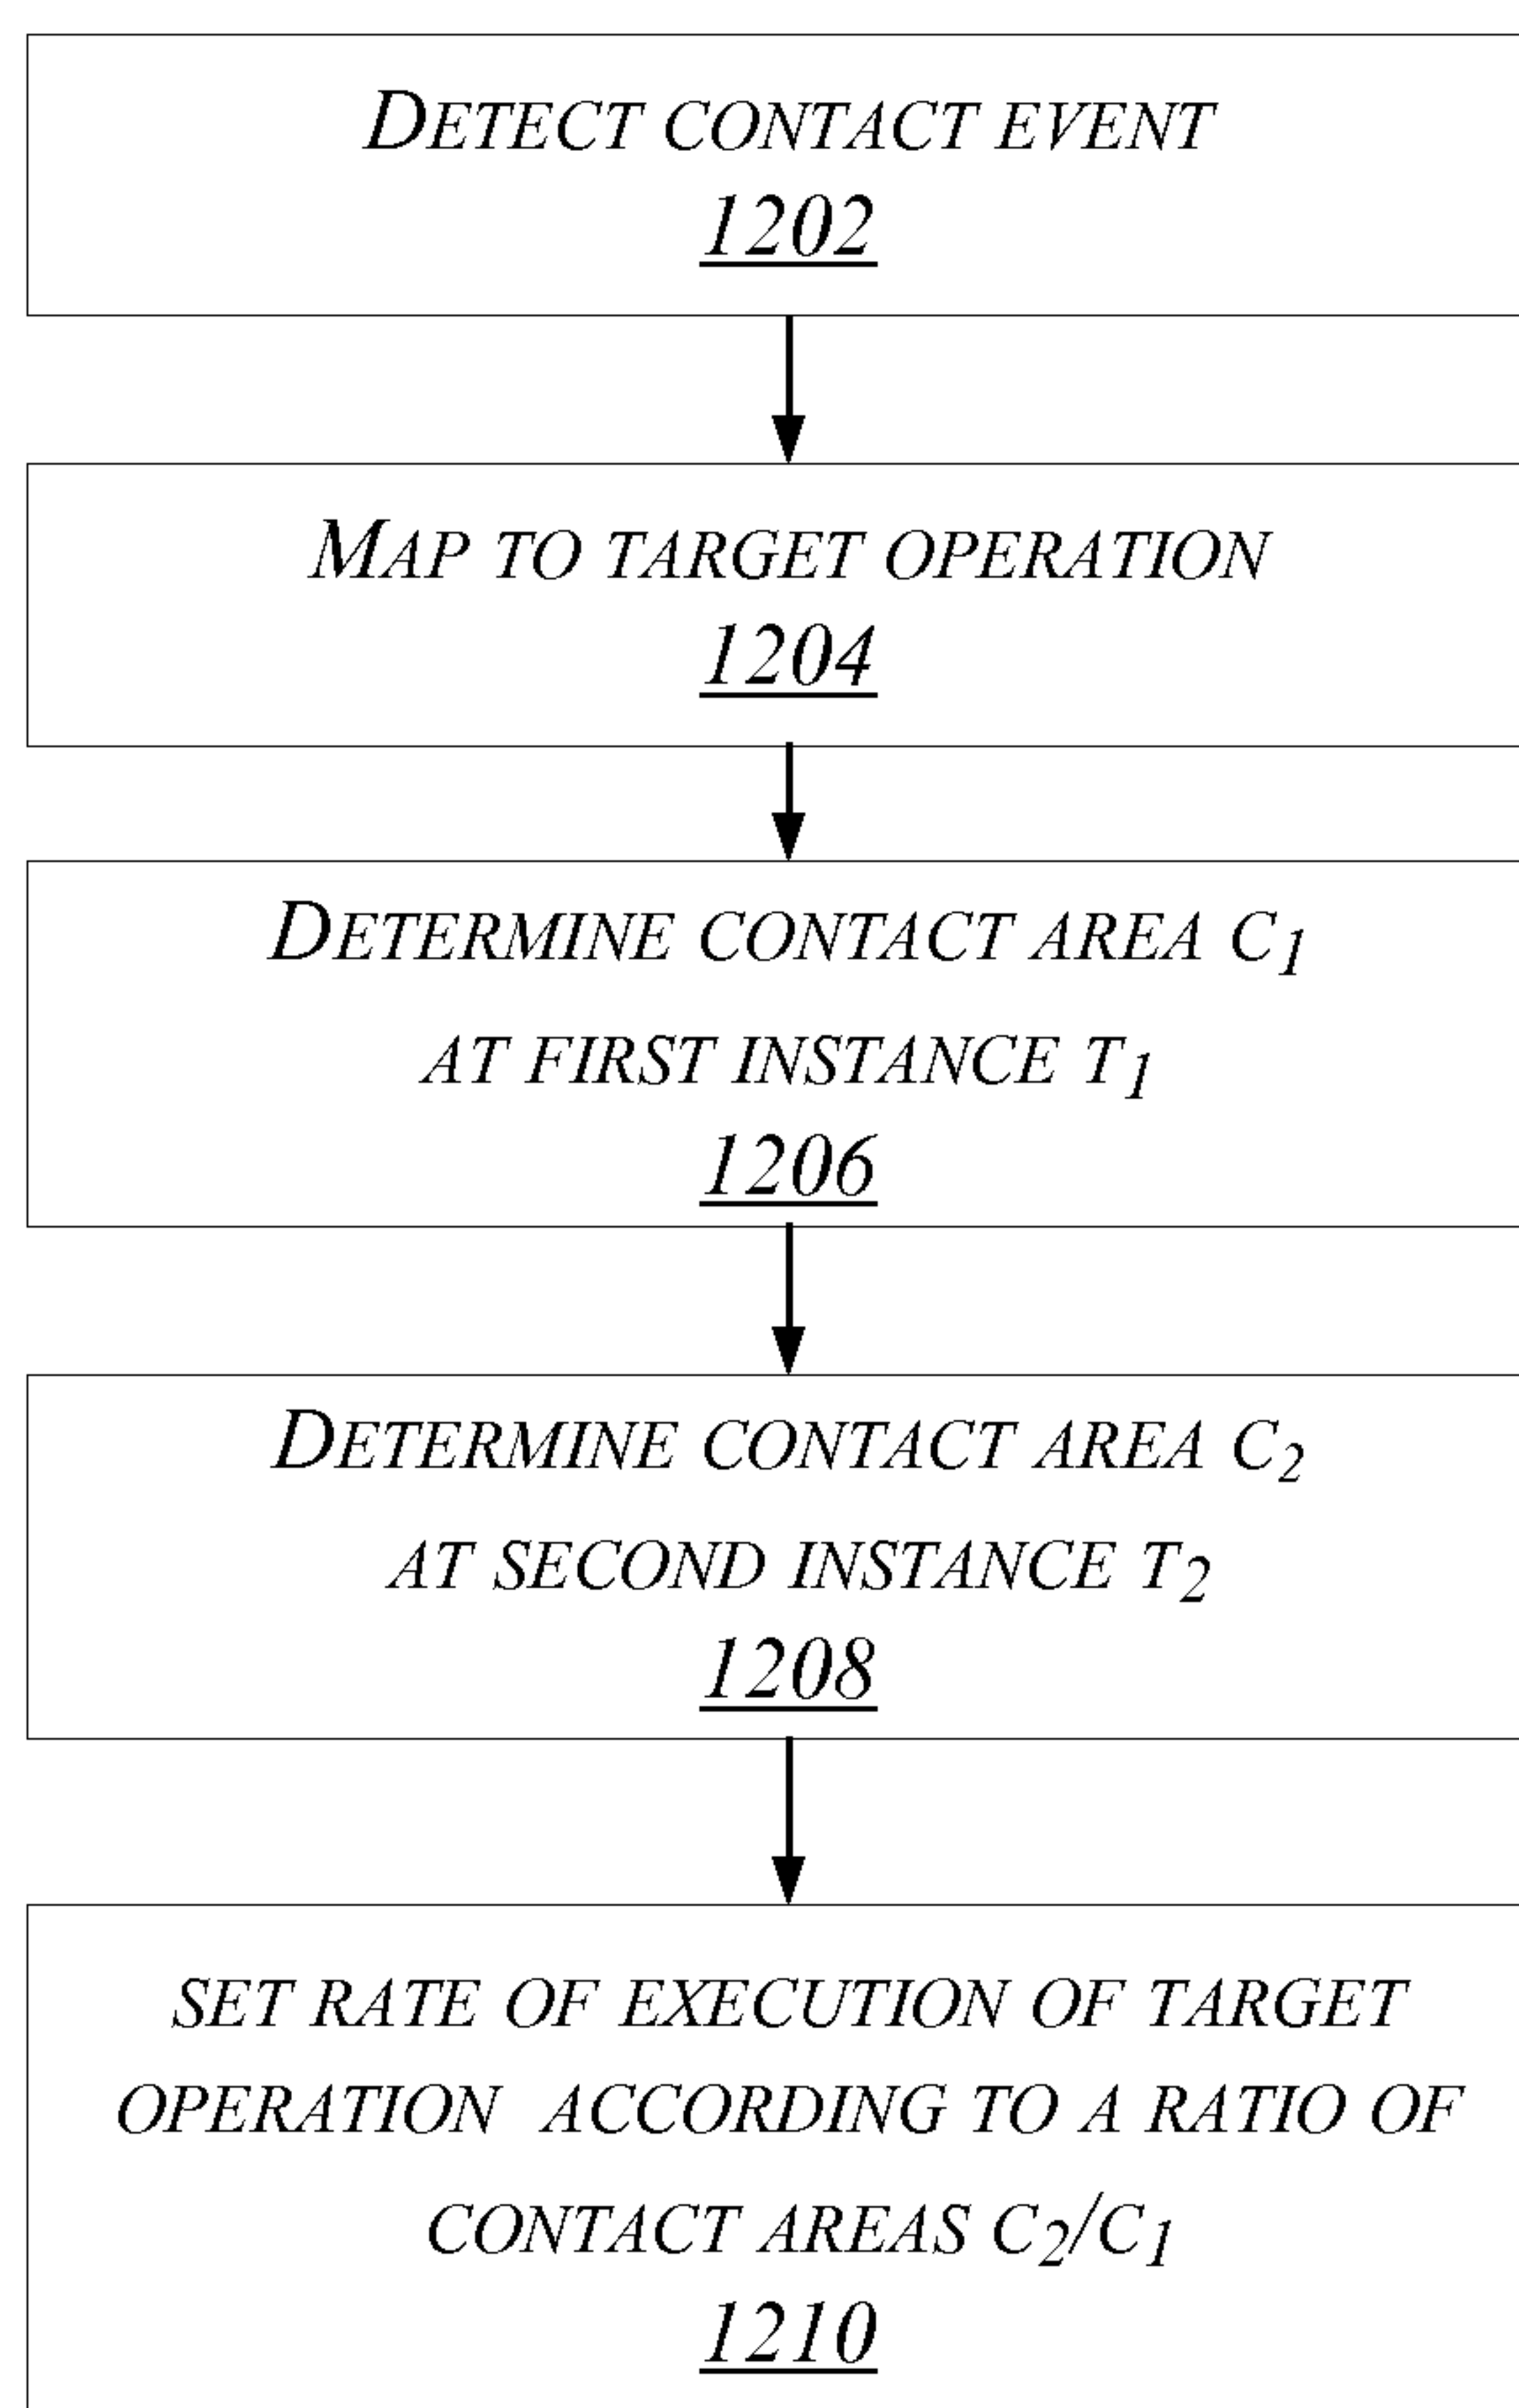 DETECT CONTACT EVENT
1202
MAP TO TARGET OPERATION
1204
DETERMINE CONTACT AREA C1
AT FIRST INSTANCE T1
1206
DETERMINE CONTACT AREA C2
AT SECOND INSTANCE T2
1208
SET RATE OF EXECUTION OF TARGET
OPERATION ACCORDING TO A RATIO OF
CONTACT AREAS C2/C1
1210